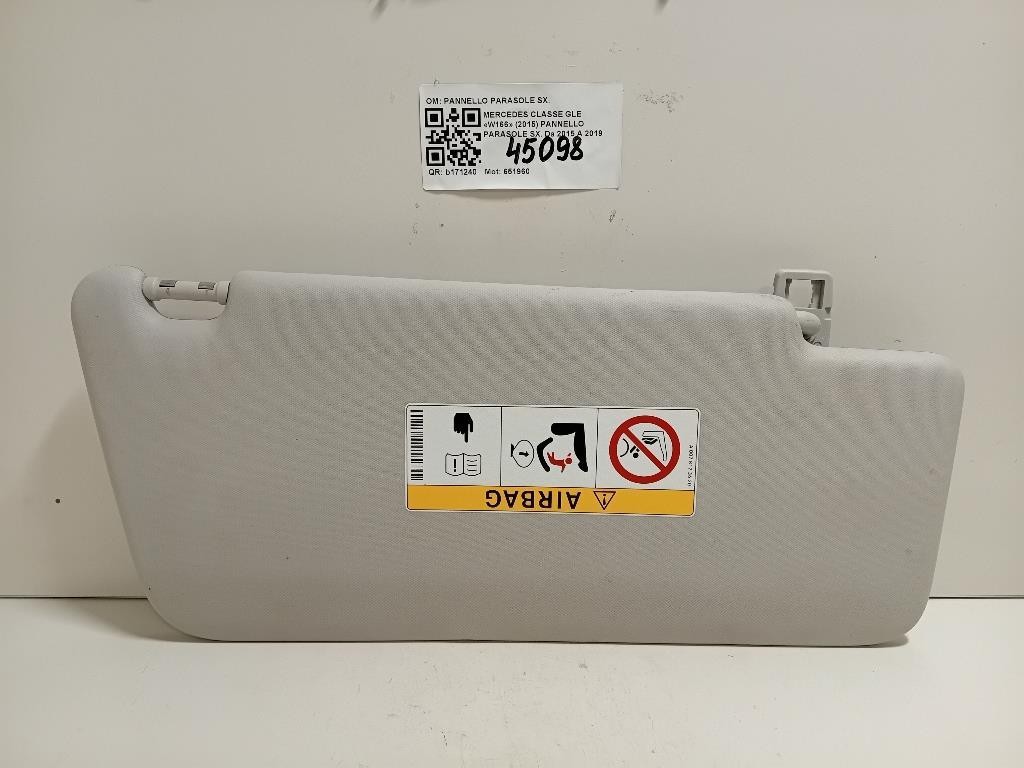 OM: PANNELLO PARASOLE SX.
MERCEDES CLASSE GLE
«W166» (2015) PANNELLO
PARASOLE SX. Da 2015 A 2019
45098
QR: b171240 Mot: 651960
AIRBAG